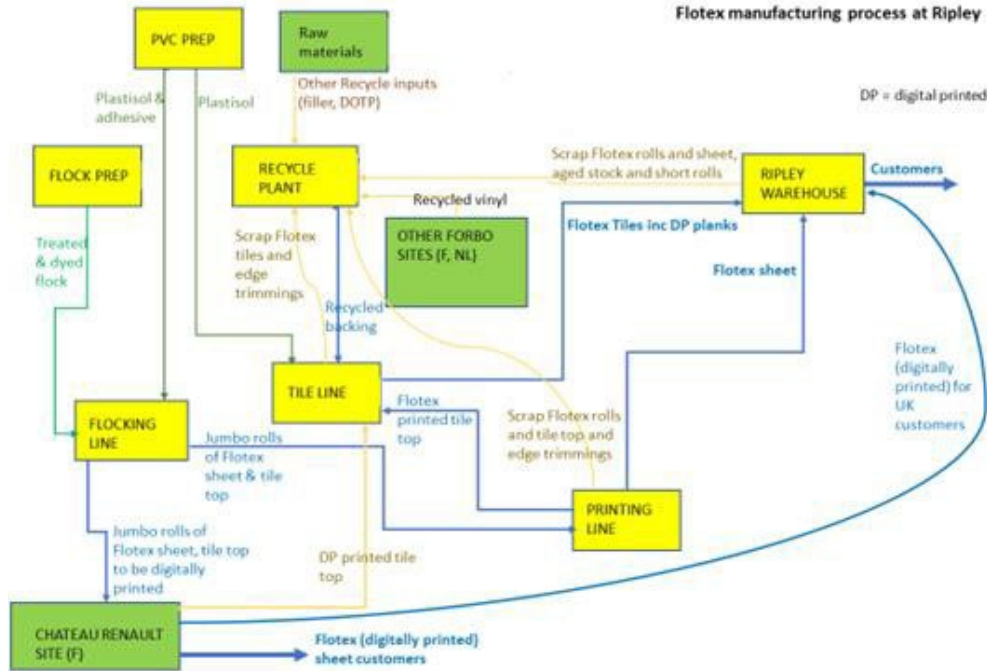 Flotex manufacturing process at Ripley
PVC PREP
Raw
materials
Other Recycle inputs
(filler, DOTP)
DP = digital printed
Plastisol &
adhesive
Plastisol
FLOCK PREP
RECYCLE
PLANT
Scrap Flotex rolls and sheet,
aged stock and short rolls
RIPLEY
WAREHOUSE
Customers
Recycled vinyl
OTHER FORBO
SITES (F, NL)
Flotex Tiles inc DP planks
Treated
& dyed
flock
Scrap Flotex
tiles and
edge
trimmings
Flotex sheet
Recycled
backing
TILE LINE
Flotex
(digitally
printed) for
UK
customers
FLOCKING
LINE
Flotex
printed tile
top
Scrap Flotex rolls
and tile top and
edge trimmings
Jumbo rolls
of Flotex
sheet & tile
top
PRINTING
LINE
Jumbo rolls of
Flotex sheet, tile top
to be digitally
printed
DP printed tile
top
CHATEAU RENAULT
SITE (F)
Flotex (digitally printed)
sheet customers